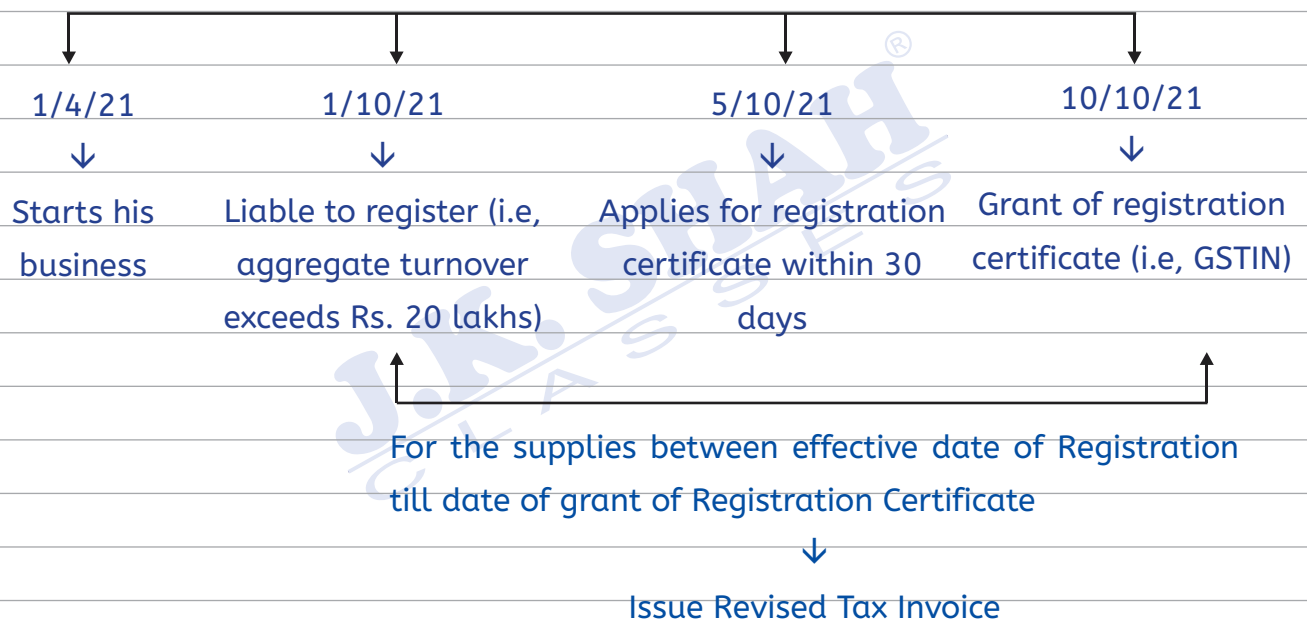 1/4/21 1/10/21 5/10/21 10/10/21
↓ ↓ ↓ ↓
Starts his Liable to register (i.e, Applies for registration Grant of registration
business aggregate turnover certificate within 30 certificate (i.e, GSTIN)
exceeds Rs. 20 lakhs) days
For the supplies between effective date of Registration
till date of grant of Registration Certificate
↓
Issue Revised Tax Invoice
J.K. SHAH ®
CLASSES